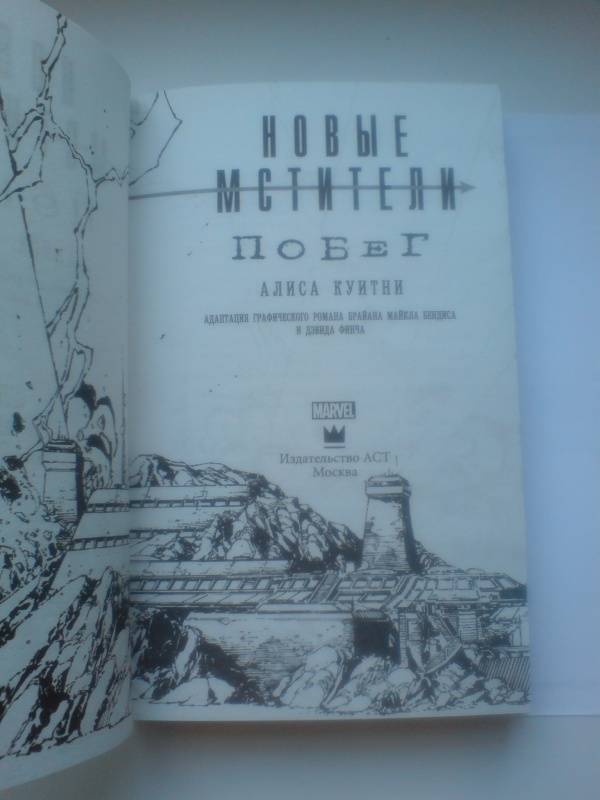 НОВЫЕ
МСТИТЕЛИ
ПОБЕГ
АЛИСА КУИТНИ
АДАПТАЦИЯ ГРАФИЧЕСКОГО РОМАНА БРАЙАНА МАЙКЛА БЕНДИСА
И ДЭВИДА ФИНЧА
MARVEL
Издательство АСТ
Москва